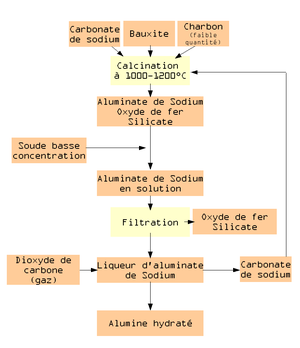 Carbonate
de sodium
Bauxite
Charbon
(faible
quantité)
Calcination
à 1000-1200°C
Aluminate de Sodium
Oxyde de fer
Silicate
Soude basse
concentration
Aluminate de Sodium
en solution
Filtration
Oxyde de fer
Silicate
Dioxyde de
carbone
(gaz)
Liqueur d'aluminate
de Sodium
Carbonate
de sodium
Alumine hydraté